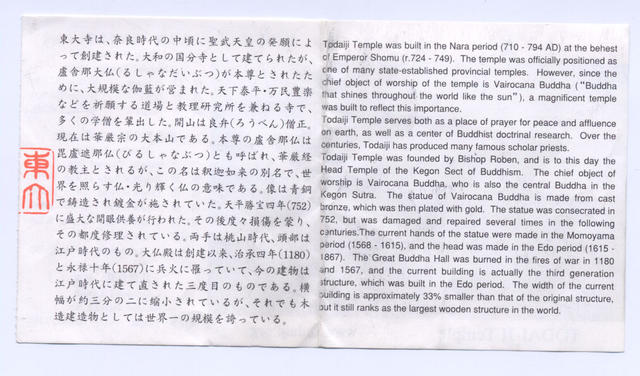 東大寺は、奈良時代の中頃に聖武天皇の発願によ
って創建された。大和の国分寺として建てられたが、
盧舎那大仏(るしゃなだいぶつ)が本尊とされたた
めに、大規模な伽藍が営まれた。天下泰平・万民豊楽
などを祈願する道場と教理研究所を兼ねる寺で、
多くの学僧を輩出した。開山は良弁(ろうべん)僧正。
現在は華厳宗の大本山である。本尊の盧舎那仏は
毘盧遮那仏(びるしゃなぶつ)とも呼ばれ、華厳経
の教主とされるが、この名は釈迦如来の別名で、世
界を照らす仏・光り輝く仏の意味である。像は青銅
で鋳造され鍍金が施されていた。天平勝宝四年(752)
に盛大な開眼供養が行われた。その後度々損傷を蒙り、
その都度修理されている。両手は桃山時代、頭部は
江戸時代のもの。大仏殿は創建以来、治承四年(1180)
と永禄十年(1567)に兵火に罹っていて、今の建物は
江戸時代に建て直された三度目のものである。横
幅が約三分の二に縮小されているが、それでも木
造建造物としては世界一の規模を誇っている。
東大
Todaiji Temple was built in the Nara period (710 - 794 AD) at the behest
of Emperor Shomu (r.724 - 749). The temple was officially positioned as
one of many state-established provincial temples. However, since the
chief object of worship of the temple is Vairocana Buddha ("Buddha
that shines throughout the world like the sun"), a magnificent temple
was built to reflect this importance.
Todaiji Temple serves both as a place of prayer for peace and affluence
on earth, as well as a center of Buddhist doctrinal research. Over the
centuries, Todaiji has produced many famous scholar priests.
Todaiji Temple was founded by Bishop Roben, and is to this day the
Head Temple of the Kegon Sect of Buddhism. The chief object of
worship is Vairocana Buddha, who is also the central Buddha in the
Kegon Sutra. The statue of Vairocana Buddha is made from cast
bronze, which was then plated with gold. The statue was consecrated in
752, but was damaged and repaired several times in the following
centuries.The current hands of the statue were made in the Momoyama
period (1568 - 1615), and the head was made in the Edo period (1615 -
1867). The Great Buddha Hall was burned in the fires of war in 1180
and 1567, and the current building is actually the third generation
structure, which was built in the Edo period. The width of the current
building is approximately 33% smaller than that of the original structure,
but it still ranks as the largest wooden structure in the world.